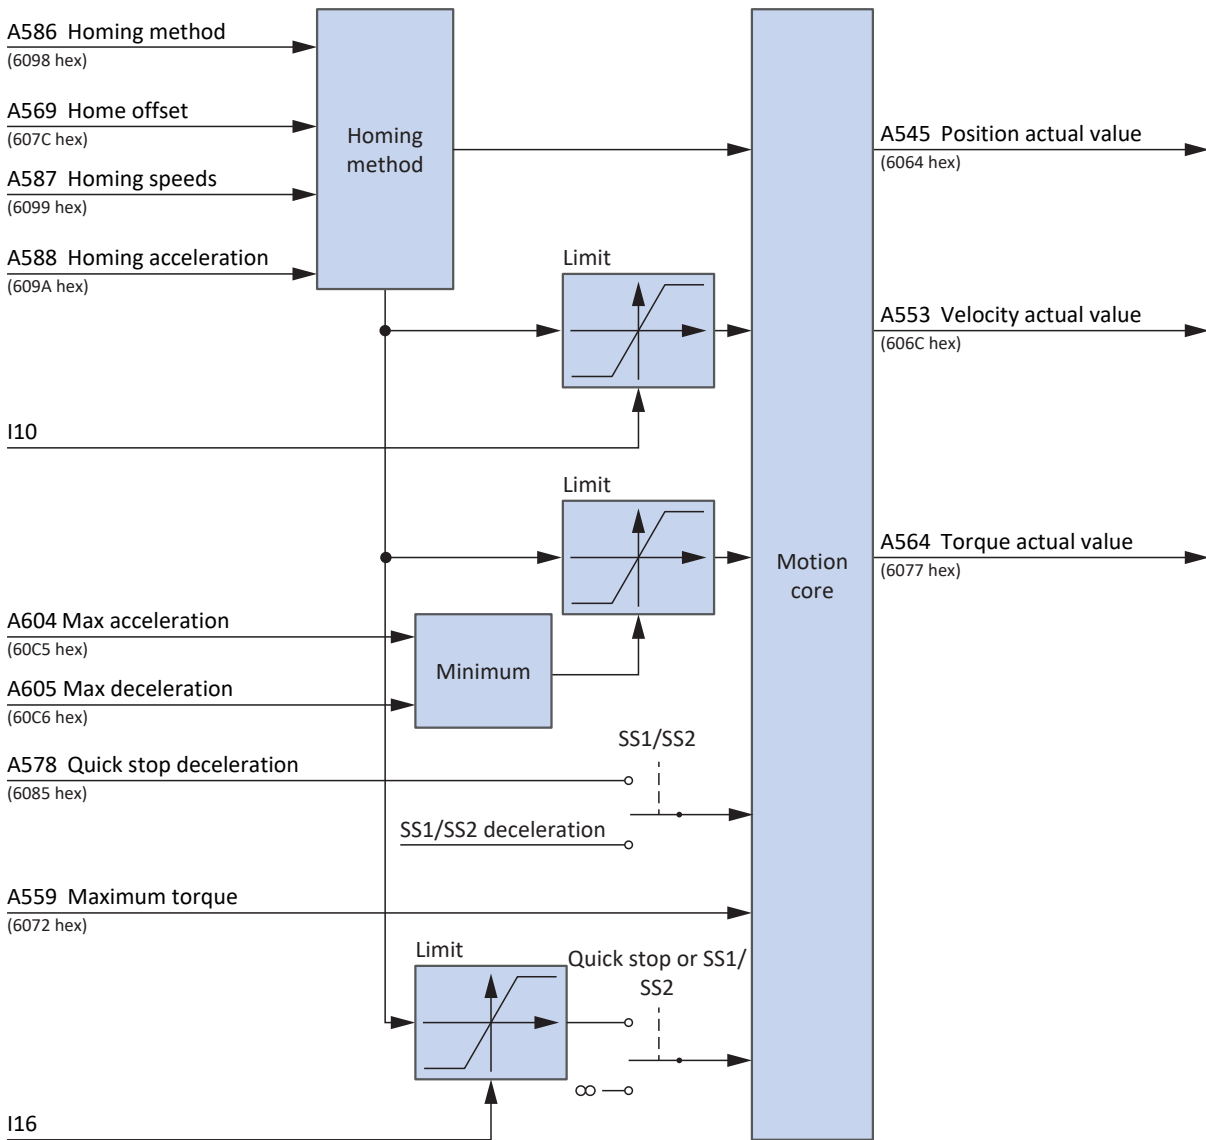 A586 Homing method
(6098 hex)
A569 Home offset
(607C hex)
A587 Homing speeds
(6099 hex)
A588 Homing acceleration
(609A hex)
Homing
method
A545 Position actual value
(6064 hex)
Limit
A553 Velocity actual value
(606C hex)
I10
Limit
A564 Torque actual value
(6077 hex)
Motion
core
A604 Max acceleration
(60C5 hex)
Minimum
A605 Max deceleration
(60C6 hex)
SS1/SS2
A578 Quick stop deceleration
(6085 hex)
SS1/SS2 deceleration
A559 Maximum torque
(6072 hex)
Limit
Quick stop or SS1/
SS2
∞
I16